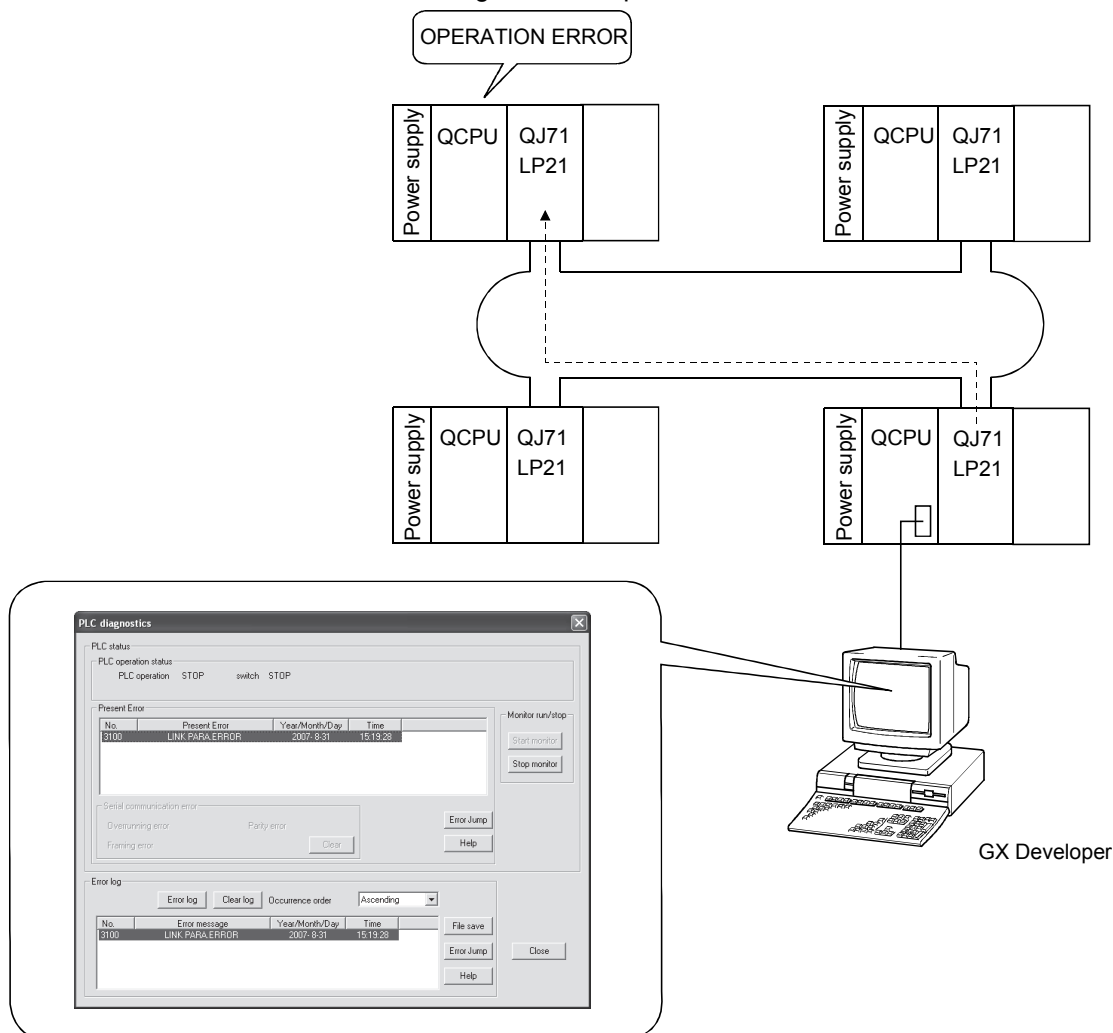 OPERATION ERROR
Power supply
QCPU
QJ71
LP21
Power supply
QCPU
QJ71
LP21
Power supply
QCPU
QJ71
LP21
Power supply
QCPU
QJ71
LP21
GX Developer
PLC diagnostics
PLC status
PLC operation status
PLC operation STOP switch STOP
Present Error
No. Present Error Year/Month/Day Time
3100 LINK PARA.ERROR 2007- 8-31 15:19:28
Monitor run/stop
Start monitor
Stop monitor
Serial communication error
Overrunning error Parity error
Framing error Clear
Error Jump
Help
Error log
Error log Clear log Occurrence order Ascending
No. Error message Year/Month/Day Time
3100 LINK PARA.ERROR 2007- 8-31 15:19:28
File save
Error Jump
Help
Close